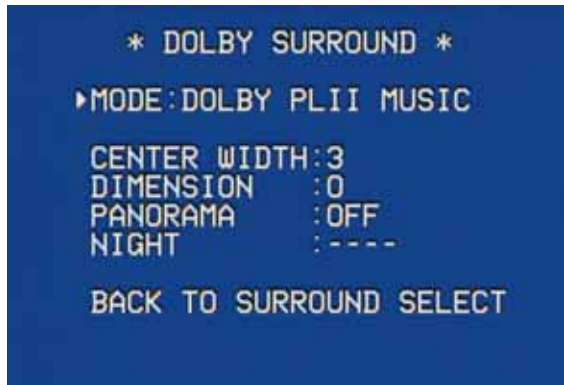 * DOLBY SURROUND *
▸MODE:DOLBY PLII MUSIC
CENTER WIDTH:3
DIMENSION :0
PANORAMA :OFF
NIGHT :----
BACK TO SURROUND SELECT